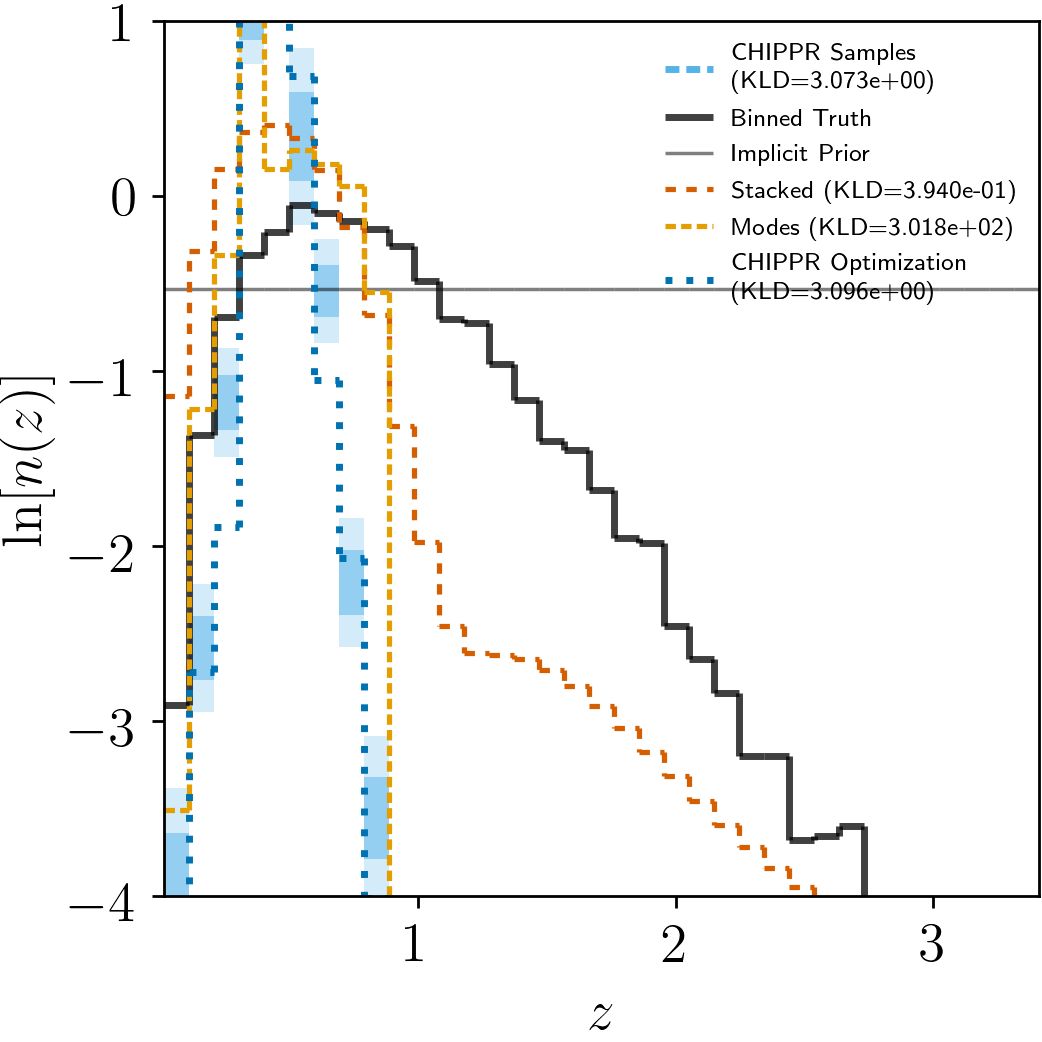 1
0
−1
−2
−3
−4
ln[n(z)]
CHIPPR Samples
(KLD=3.073e+00)
Binned Truth
Implicit Prior
Stacked (KLD=3.940e-01)
Modes (KLD=3.018e+02)
CHIPPR Optimization
(KLD=3.096e+00)
1
2
3
z